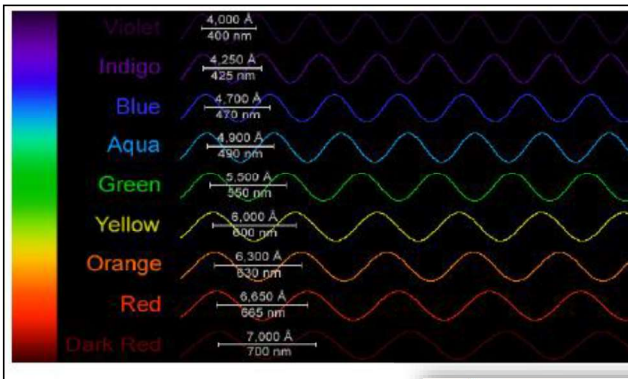 Violet
4,000 Å
400 nm
Indigo
4,250 Å
425 nm
Blue
4,700 Å
470 nm
Aqua
4,900 Å
490 nm
Green
5,500 Å
550 nm
Yellow
6,000 Å
600 nm
Orange
6,300 Å
630 nm
Red
6,650 Å
665 nm
Dark Red
7,000 Å
700 nm